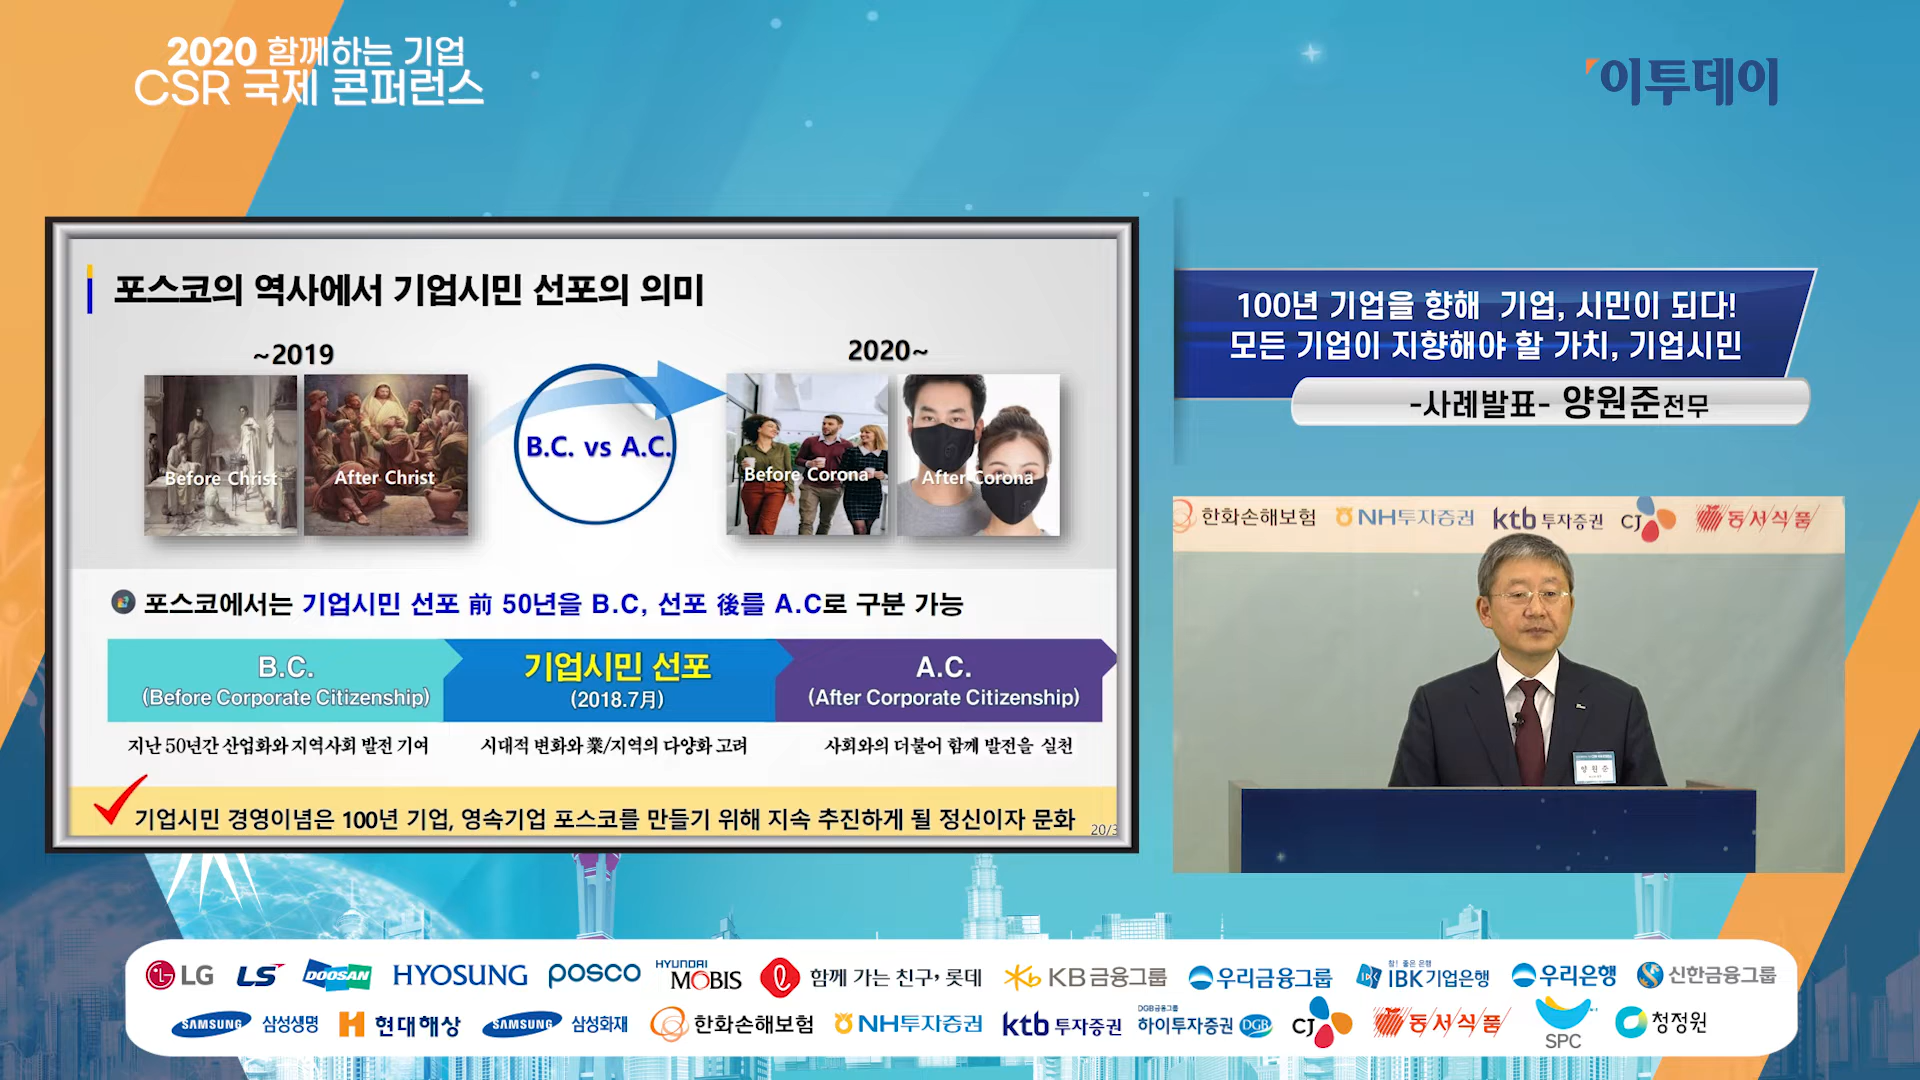 2020 함께하는 기업
CSR 국제 콘퍼런스
이투데이
포스코의 역사에서 기업시민 선포의 의미
~2019
2020~
Before Christ
After Christ
B.C. vs A.C.
Before Corona
After Corona
포스코에서는 기업시민 선포 前 50년을 B.C, 선포 後를 A.C로 구분 가능
B.C.
(Before Corporate Citizenship)
기업시민 선포
(2018.7月)
A.C.
(After Corporate Citizenship)
지난 50년간 산업화와 지역사회 발전 기여
시대적 변화와 業/지역의 다양화 고려
사회와의 더불어 함께 발전을 실천
기업시민 경영이념은 100년 기업, 영속기업 포스코를 만들기 위해 지속 추진하게 될 정신이자 문화
20/3
100년 기업을 향해 기업, 시민이 되다!
모든 기업이 지향해야 할 가치, 기업시민
-사례발표- 양원준전무
한화손해보험 NH투자증권 ktb 투자증권 CJ 동서식품
양 원 준
LG LS DOOSAN HYOSUNG posco HYUNDAI MOBIS 함께 가는 친구, 롯데 KB금융그룹 우리금융그룹 참! 좋은 은행 IBK기업은행 우리은행 신한금융그룹
SAMSUNG 삼성생명 현대해상 SAMSUNG 삼성화재 한화손해보험 NH투자증권 ktb 투자증권 DGB금융그룹 하이투자증권 DGB CJ 동서식품 SPC 청정원